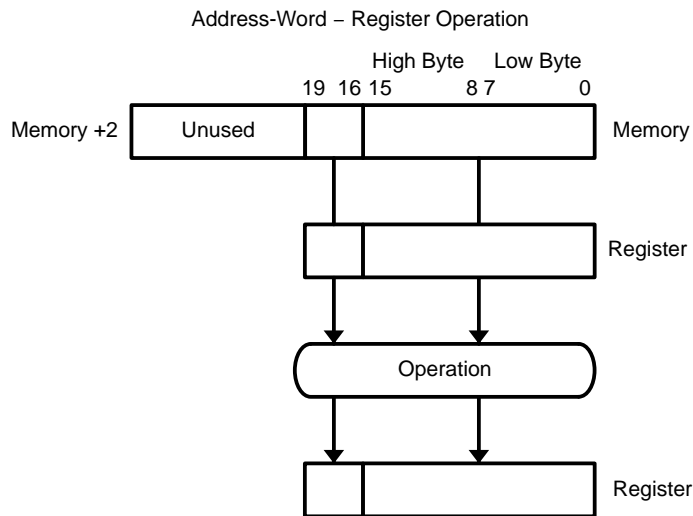 Address-Word – Register Operation
High Byte Low Byte
19 16 15 8 7 0
Memory +2 Unused Memory
Register
Operation
Register